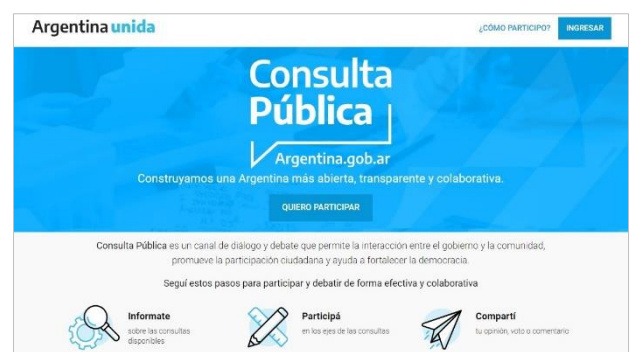 Argentina unida
¿CÓMO PARTICIPO?
INGRESAR
Consulta
Pública
Argentina.gob.ar
Construyamos una Argentina más abierta, transparente y colaborativa.
QUIERO PARTICIPAR
Consulta Pública es un canal de diálogo y debate que permite la interacción entre el gobierno y la comunidad,
promueve la participación ciudadana y ayuda a fortalecer la democracia.
Seguí estos pasos para participar y debatir de forma efectiva y colaborativa
Informate
sobre las consultas
disponibles
Participá
en los ejes de las consultas
Compartí
tu opinión, voto o comentario